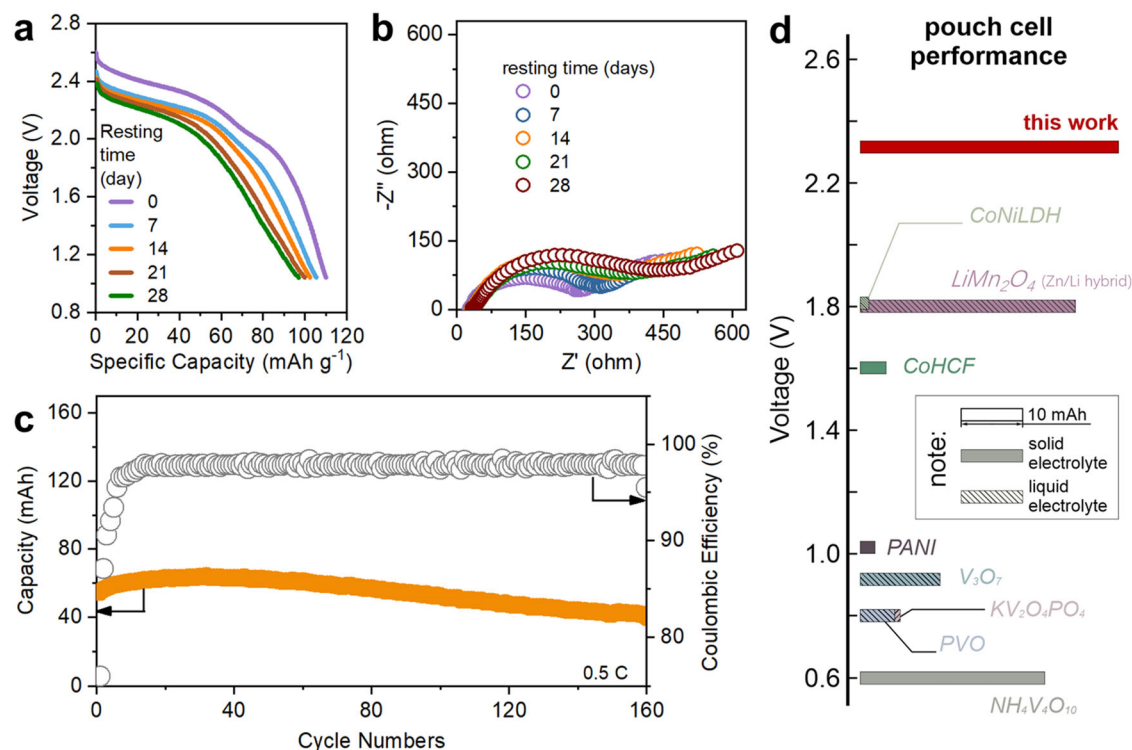 a
2.8
2.4
2.0
1.6
1.2
0.8
Voltage (V)
Resting
time
(day)
0
7
14
21
28
0 20 40 60 80 100 120
Specific Capacity (mAh g⁻¹)
b
600
450
300
150
0
-Z'' (ohm)
resting time (days)
0
7
14
21
28
0 150 300 450 600
Z' (ohm)
c
160
120
80
40
0
Capacity (mAh)
100
90
80
Coulombic Efficiency (%)
0.5 C
0 40 80 120 160
Cycle Numbers
d
pouch cell
performance
2.6
2.2
1.8
1.4
1.0
0.6
Voltage (V)
this work
CoNiLDH
LiMn₂O₄ (Zn/Li hybrid)
CoHCF
note:
10 mAh
solid
electrolyte
liquid
electrolyte
PANI
V₃O₇
KV₂O₄PO₄
PVO
NH₄V₄O₁₀